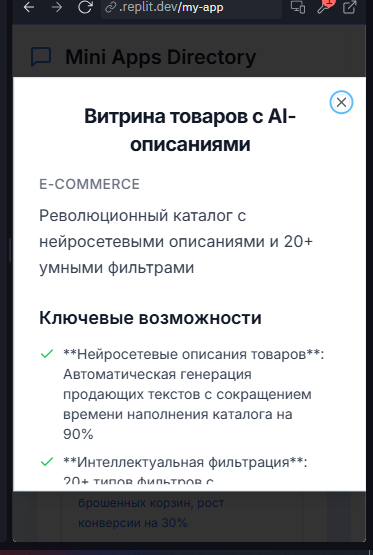 .replit.dev/my-app
1
Mini Apps Directory
Витрина товаров с AI-
описаниями
E-COMMERCE
Революционный каталог с
нейросетевыми описаниями и 20+
умными фильтрами
Ключевые возможности
**Нейросетевые описания товаров**:
Автоматическая генерация
продающих текстов с сокращением
времени наполнения каталога на
90%
**Интеллектуальная фильтрация**:
20+ типов фильтров с
брошенных корзин, рост
конверсии на 30%